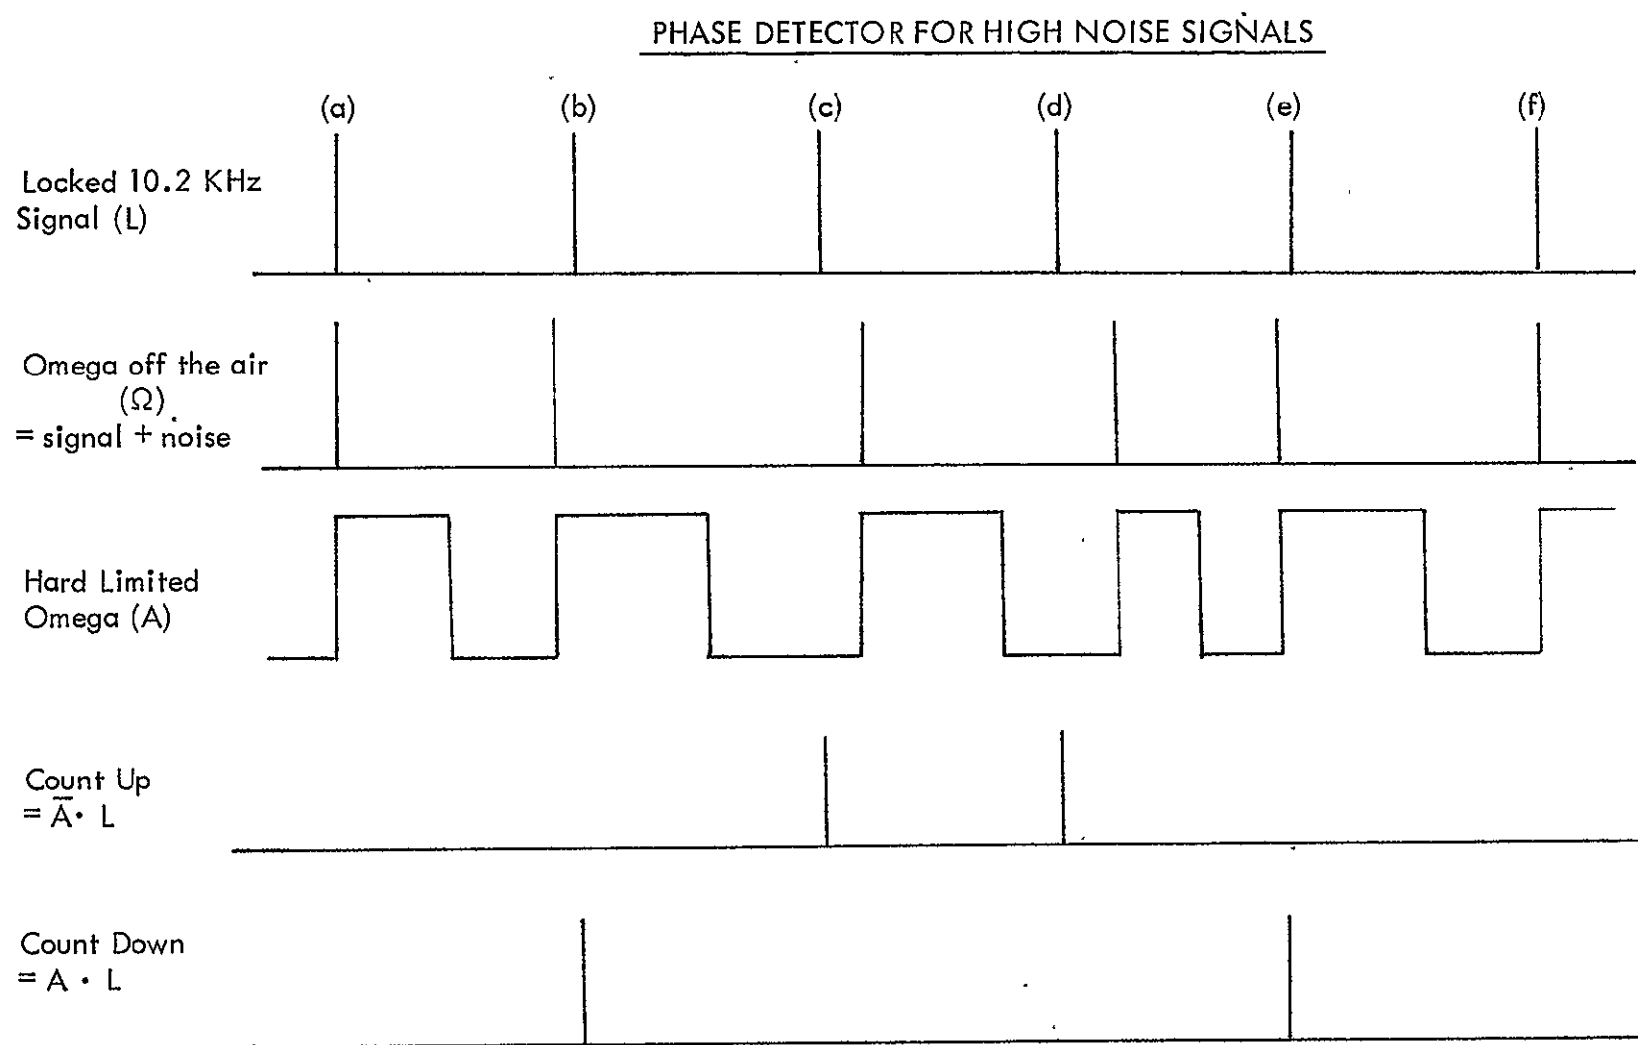 PHASE DETECTOR FOR HIGH NOISE SIGNALS
(a) (b) (c) (d) (e) (f)
Locked 10.2 KHz
Signal (L)
Omega off the air
(Ω)
= signal + noise
Hard Limited
Omega (A)
Count Up
= A̅ · L
Count Down
= A · L